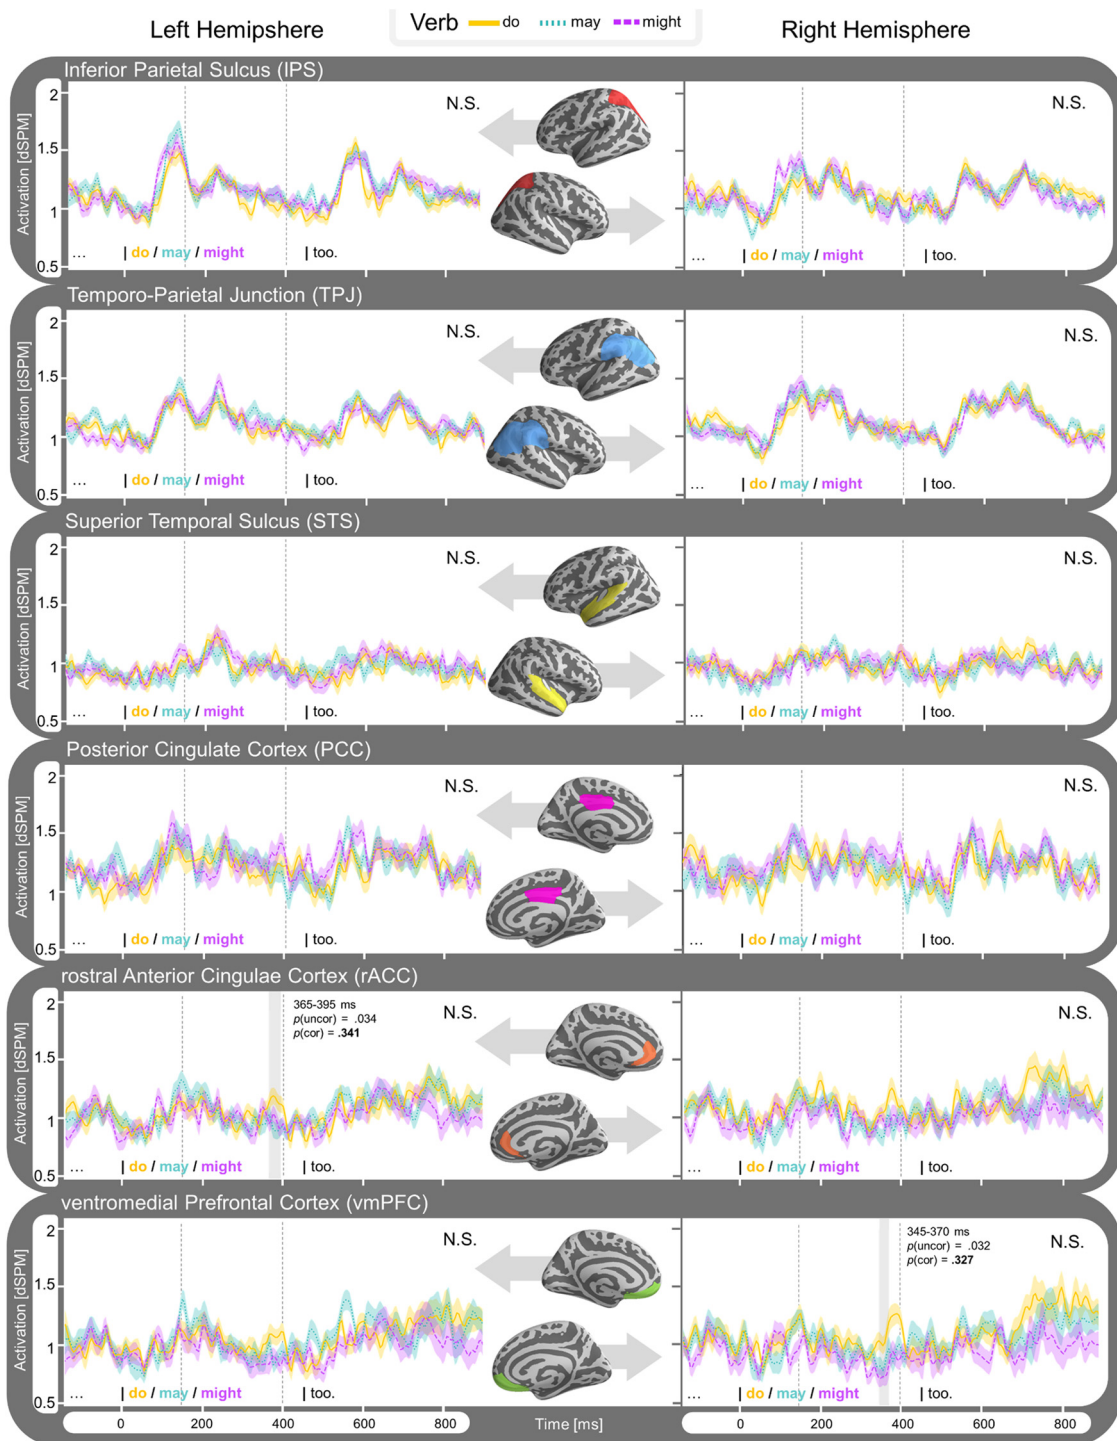 Left Hemipshere
Verb do may might
Right Hemisphere
Inferior Parietal Sulcus (IPS)
Activation [dSPM]
2
1.5
1
0.5
N.S.
N.S.
... | do / may / might | too.
... | do / may / might | too.
Temporo-Parietal Junction (TPJ)
Activation [dSPM]
2
1.5
1
0.5
N.S.
N.S.
... | do / may / might | too.
... | do / may / might | too.
Superior Temporal Sulcus (STS)
Activation [dSPM]
2
1.5
1
0.5
N.S.
N.S.
... | do / may / might | too.
... | do / may / might | too.
Posterior Cingulate Cortex (PCC)
Activation [dSPM]
2
1.5
1
0.5
N.S.
N.S.
... | do / may / might | too.
... | do / may / might | too.
rostral Anterior Cingulae Cortex (rACC)
Activation [dSPM]
2
1.5
1
0.5
365-395 ms
p(uncor) = .034
p(cor) = .341
N.S.
N.S.
... | do / may / might | too.
... | do / may / might | too.
ventromedial Prefrontal Cortex (vmPFC)
Activation [dSPM]
2
1.5
1
0.5
N.S.
345-370 ms
p(uncor) = .032
p(cor) = .327
N.S.
... | do / may / might | too.
... | do / may / might | too.
0 200 400 600 800
Time [ms]
0 200 400 600 800